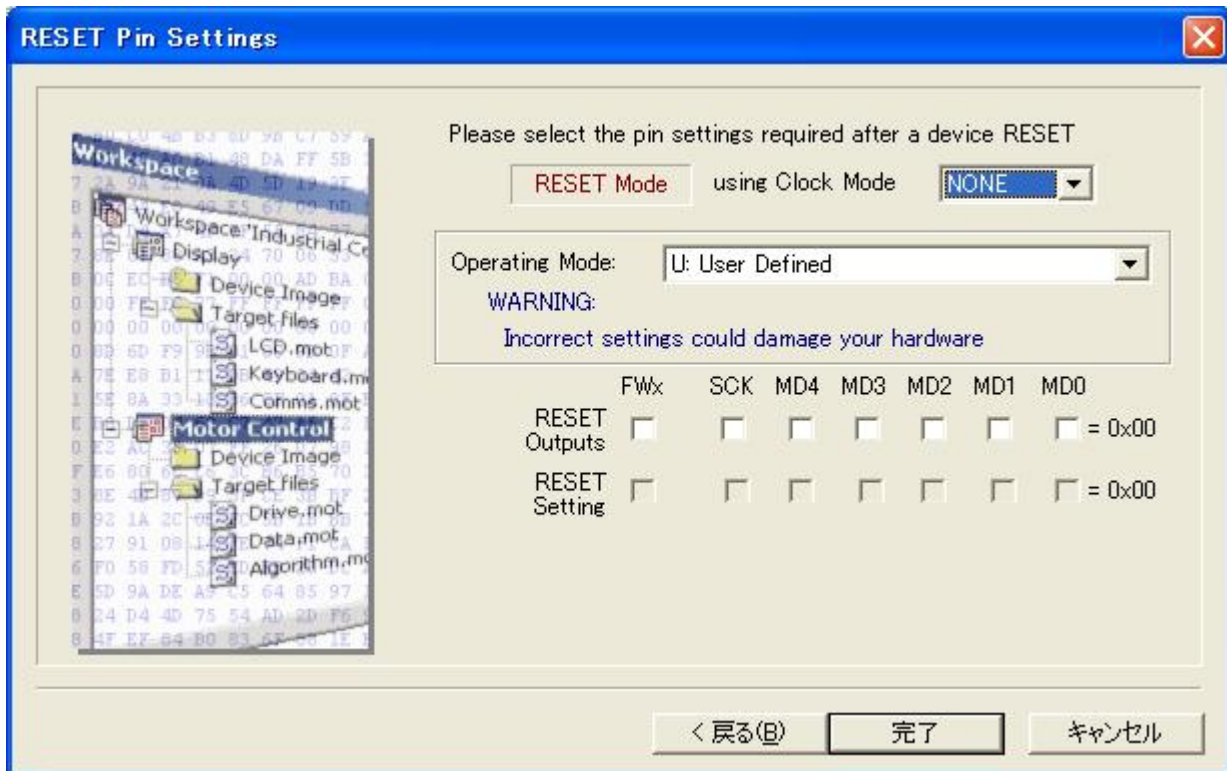 RESET Pin Settings
Workspace
Workspace 'Industrial Co
Display
Device Image
Target files
LCD.mot
Keyboard.m
Comms.mot
Motor Control
Device Image
Target files
Drive.mot
Data.mot
Algorithm.mo
Please select the pin settings required after a device RESET
RESET Mode using Clock Mode NONE
Operating Mode: U: User Defined
WARNING:
Incorrect settings could damage your hardware
FWx SCK MD4 MD3 MD2 MD1 MD0
RESET Outputs = 0x00
RESET Setting = 0x00
< 戻る(B) 完了 キャンセル